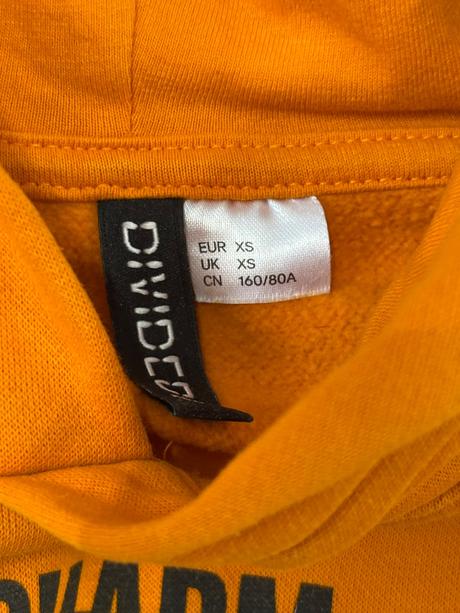 DIVIDED
EUR XS
UK XS
CN 160/80A